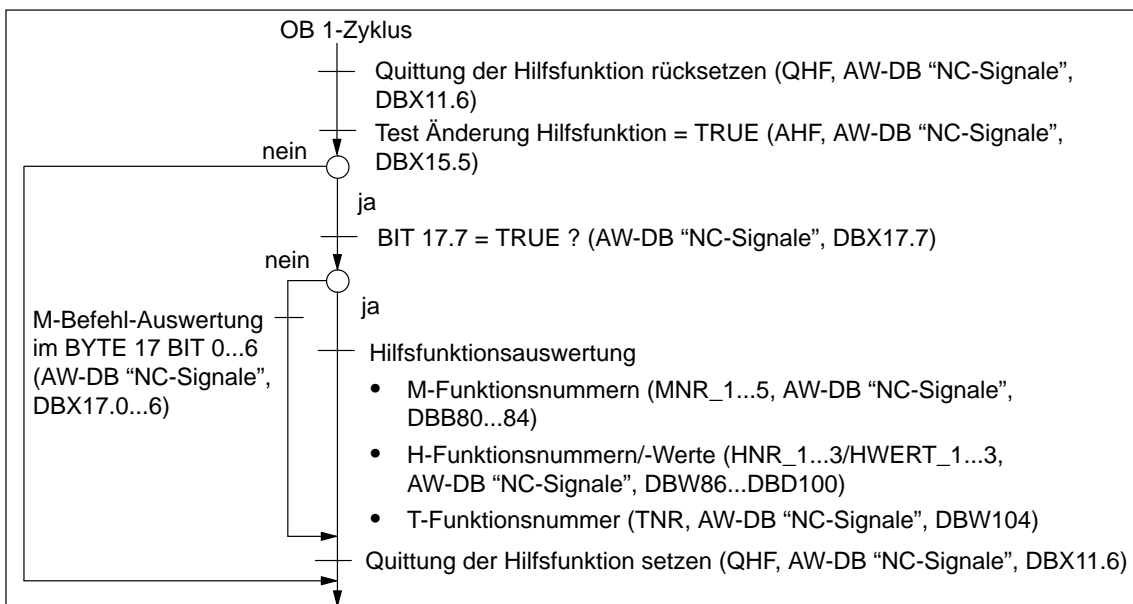 OB 1-Zyklus
Quittung der Hilfsfunktion rücksetzen (QHF, AW-DB “NC-Signale”,
DBX11.6)
Test Änderung Hilfsfunktion = TRUE (AHF, AW-DB “NC-Signale”,
DBX15.5)
nein
ja
BIT 17.7 = TRUE ? (AW-DB “NC-Signale”, DBX17.7)
nein
ja
M-Befehl-Auswertung
im BYTE 17 BIT 0...6
(AW-DB “NC-Signale”,
DBX17.0...6)
Hilfsfunktionsauswertung
• M-Funktionsnummern (MNR_1...5, AW-DB “NC-Signale”,
DBB80...84)
• H-Funktionsnummern/-Werte (HNR_1...3/HWERT_1...3,
AW-DB “NC-Signale”, DBW86...DBD100)
• T-Funktionsnummer (TNR, AW-DB “NC-Signale”, DBW104)
Quittung der Hilfsfunktion setzen (QHF, AW-DB “NC-Signale”, DBX11.6)